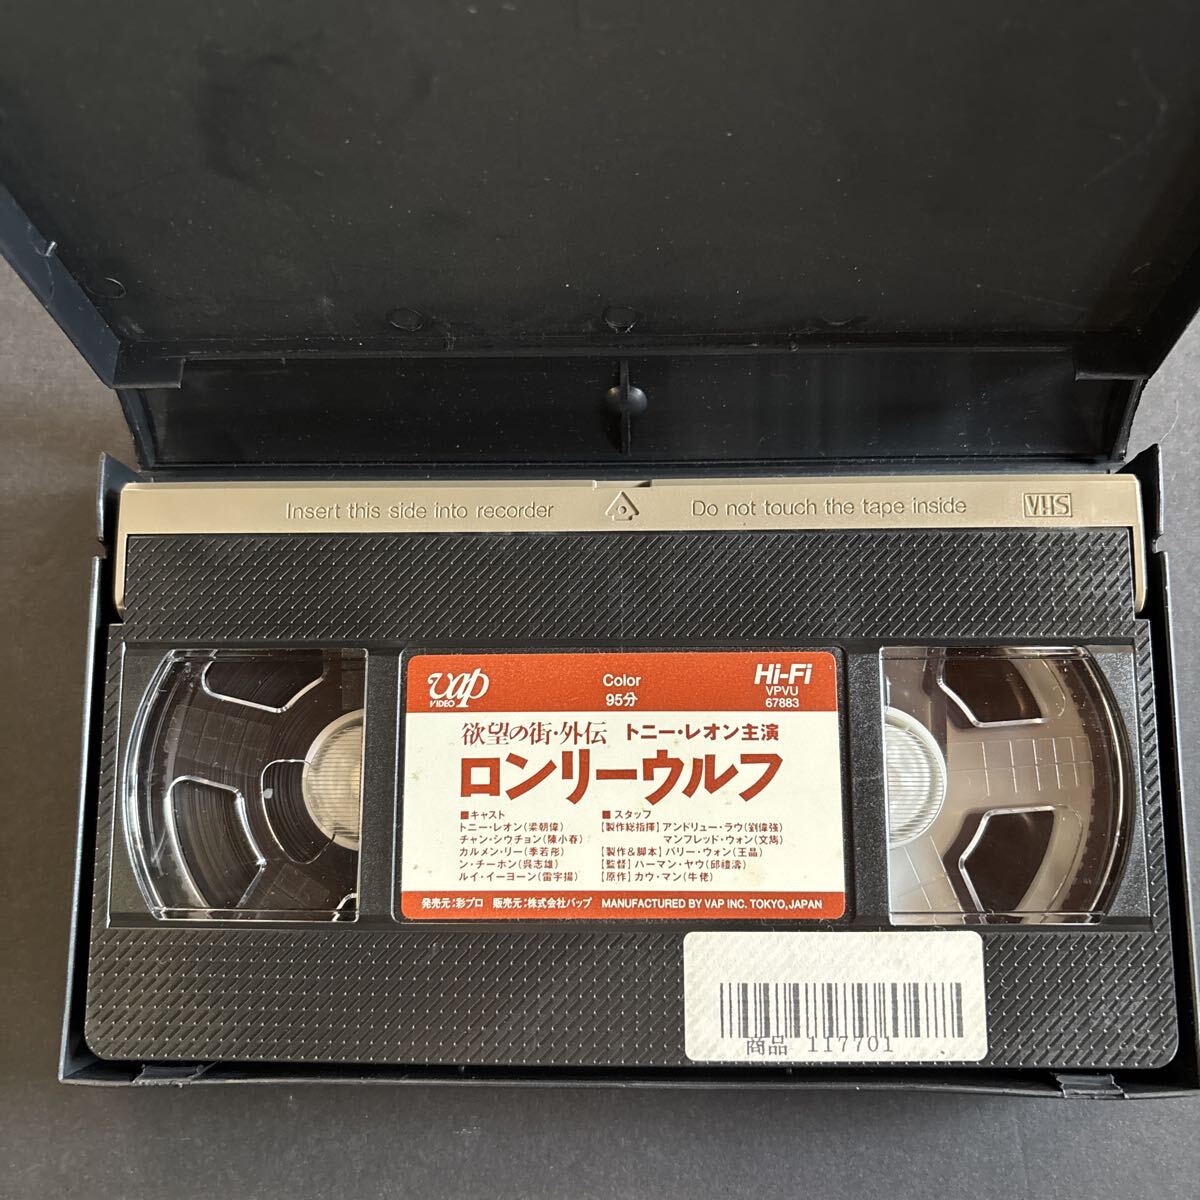 Insert this side into recorder
Do not touch the tape inside
VHS
vap
VIDEO
Color
95分
Hi-Fi
VPVU
67883
欲望の街・外伝 トニー・レオン主演
ロンリーウルフ
■キャスト
トニー・レオン(梁朝偉)
チャン・シウチョン(陳小春)
カルメン・リー(李若彤)
ン・チーホン(呉志雄)
ルイ・イーヨーン(雷宇揚)
■スタッフ
【製作総指揮】アンドリュー・ラウ(劉偉強)
マンフレッド・ウォン(文雋)
【製作&脚本】バリー・ウォン(王晶)
【監督】ハーマン・ヤウ(邱禮濤)
【原作】カウ・マン(牛佬)
発売元:彩プロ 販売元:株式会社バップ MANUFACTURED BY VAP INC. TOKYO, JAPAN
商品 117701